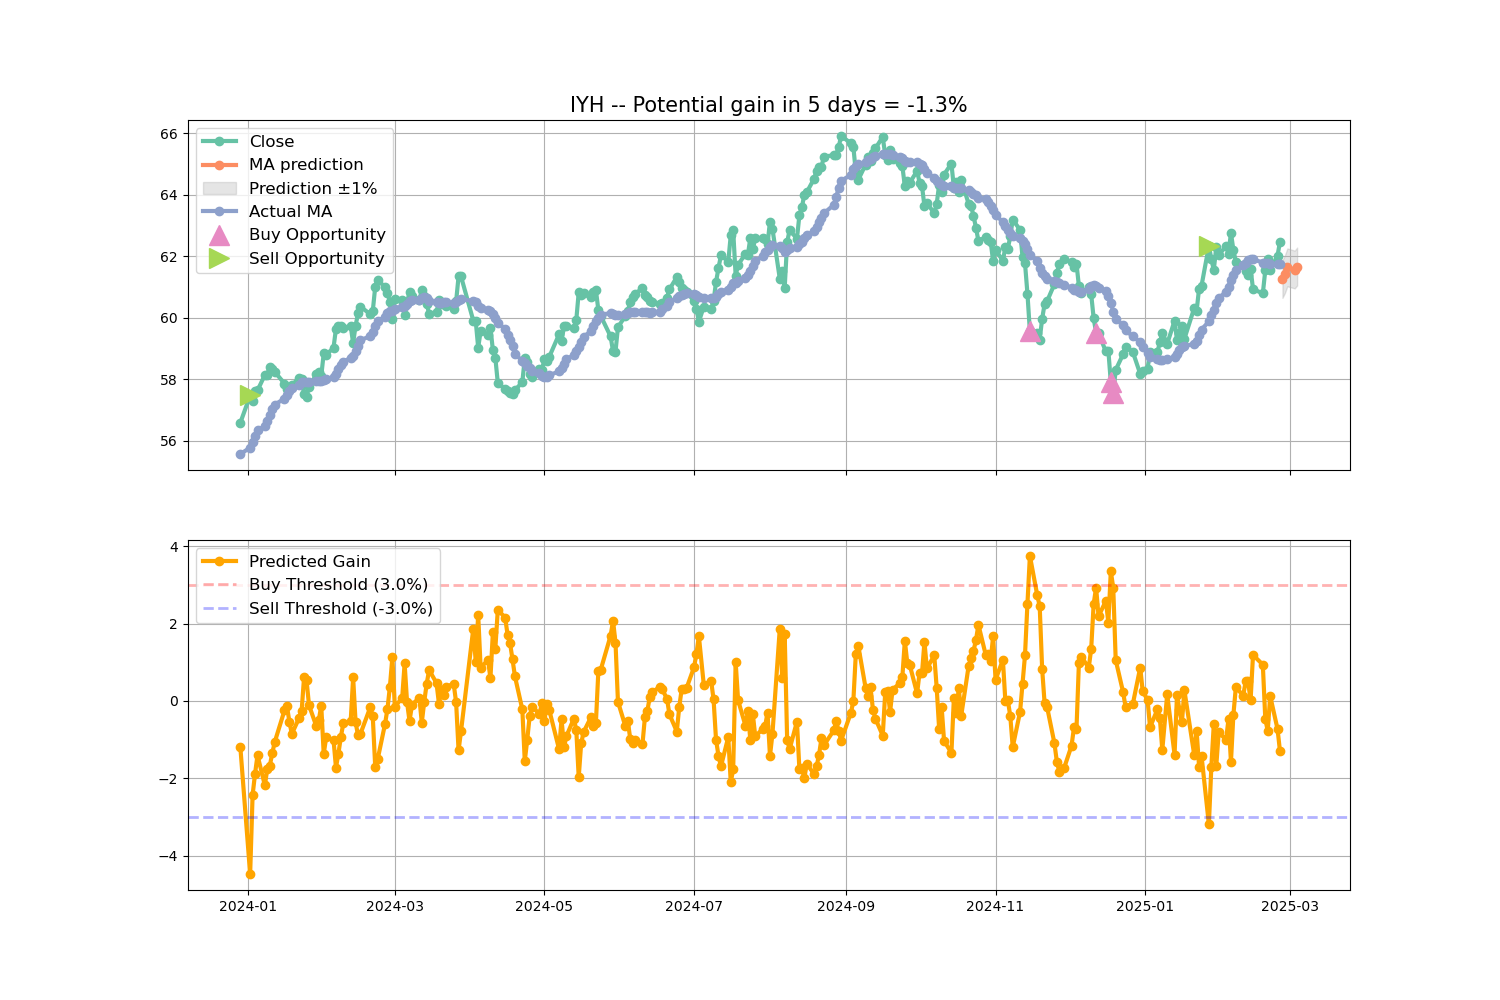 IYH -- Potential gain in 5 days = -1.3%
66
64
62
60
58
56
Close
MA prediction
Prediction ±1%
Actual MA
Buy Opportunity
Sell Opportunity
4
2
0
−2
−4
Predicted Gain
Buy Threshold (3.0%)
Sell Threshold (-3.0%)
2024-01
2024-03
2024-05
2024-07
2024-09
2024-11
2025-01
2025-03